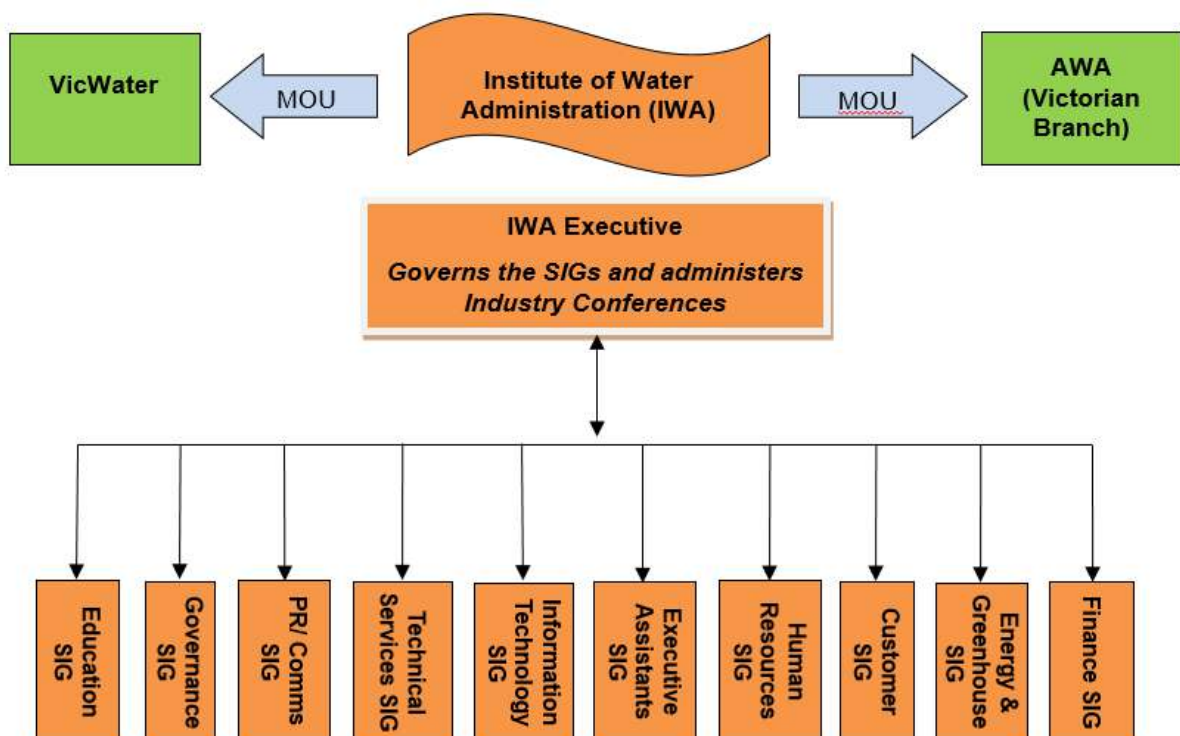 VicWater
MOU
Institute of Water
Administration (IWA)
MOU
AWA
(Victorian
Branch)
IWA Executive
Governs the SIGs and administers
Industry Conferences
Education
SIG
Governance
SIG
PR/ Comms
SIG
Technical
Services SIG
Information
Technology
SIG
Executive
Assistants
SIG
Human
Resources
SIG
Customer
SIG
Energy &
Greenhouse
SIG
Finance SIG